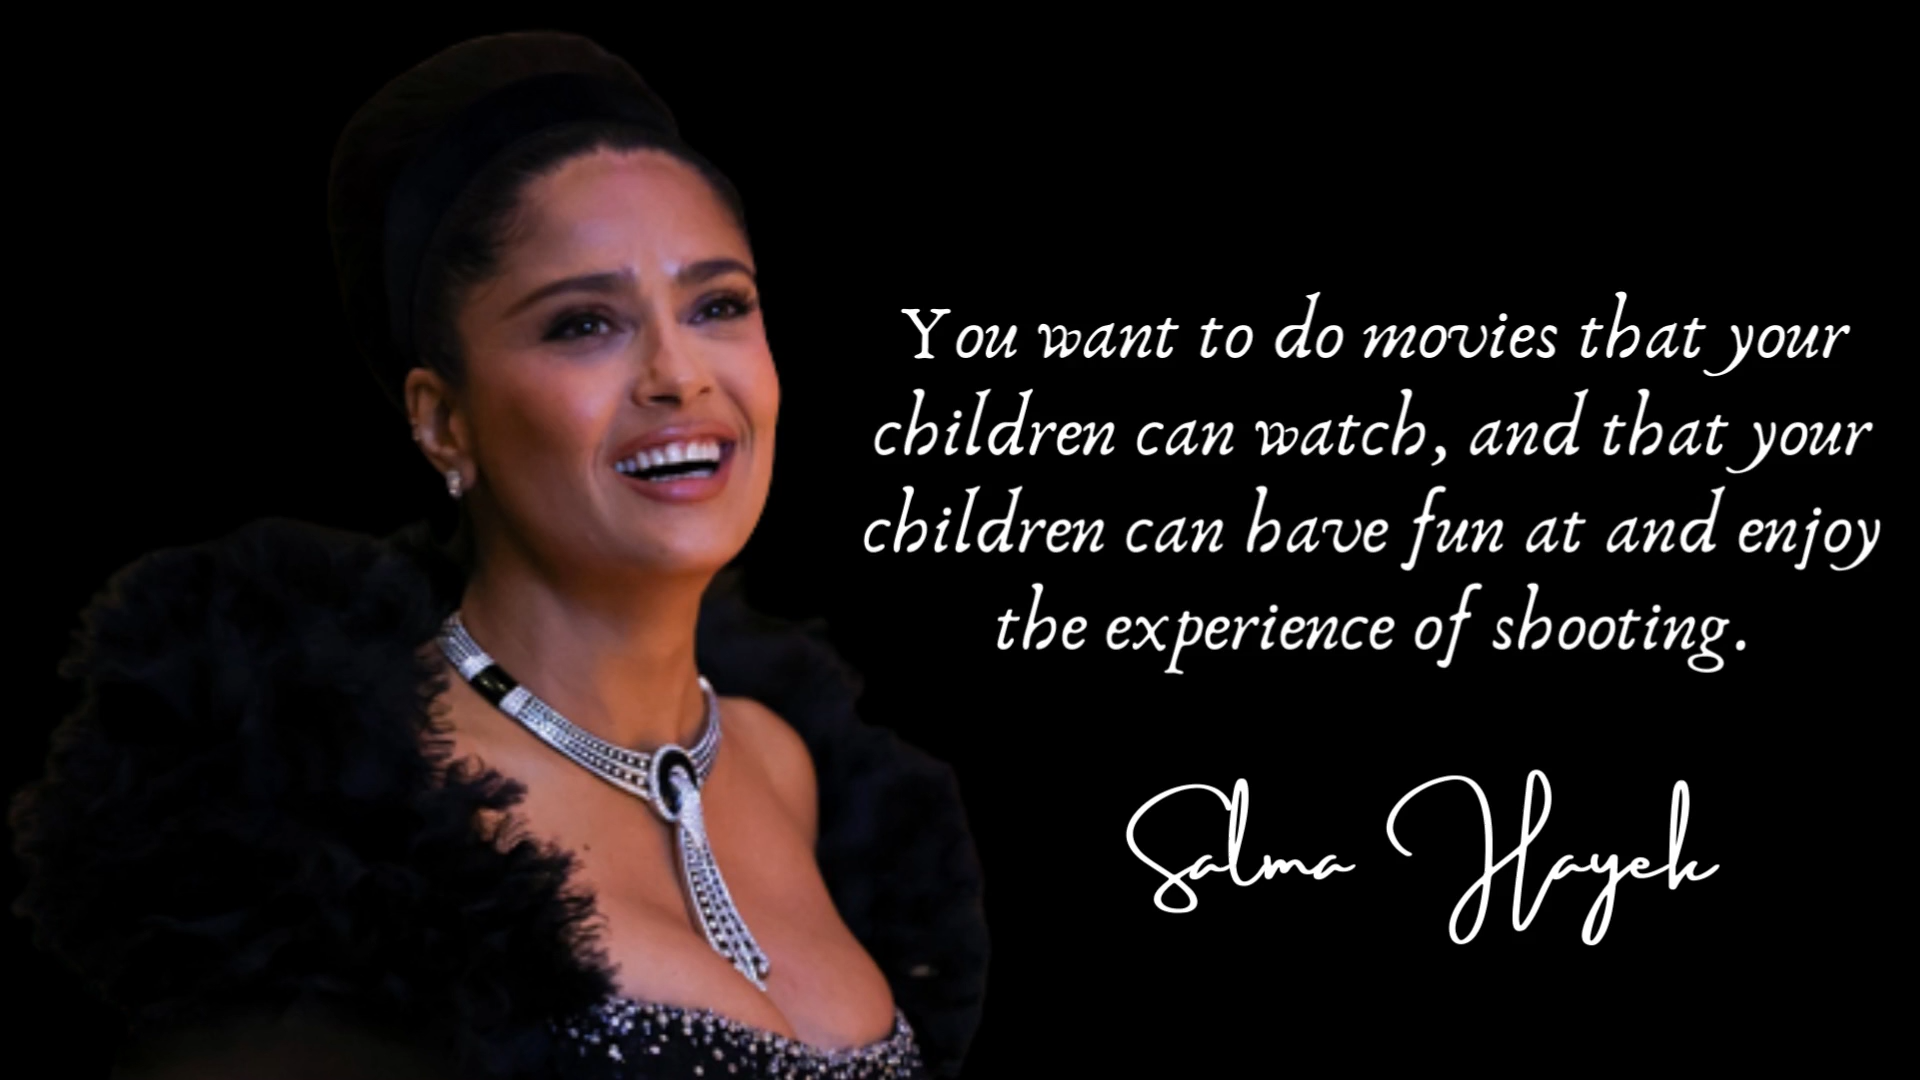 You want to do movies that your
children can watch, and that your
children can have fun at and enjoy
the experience of shooting.
Salma Hayek